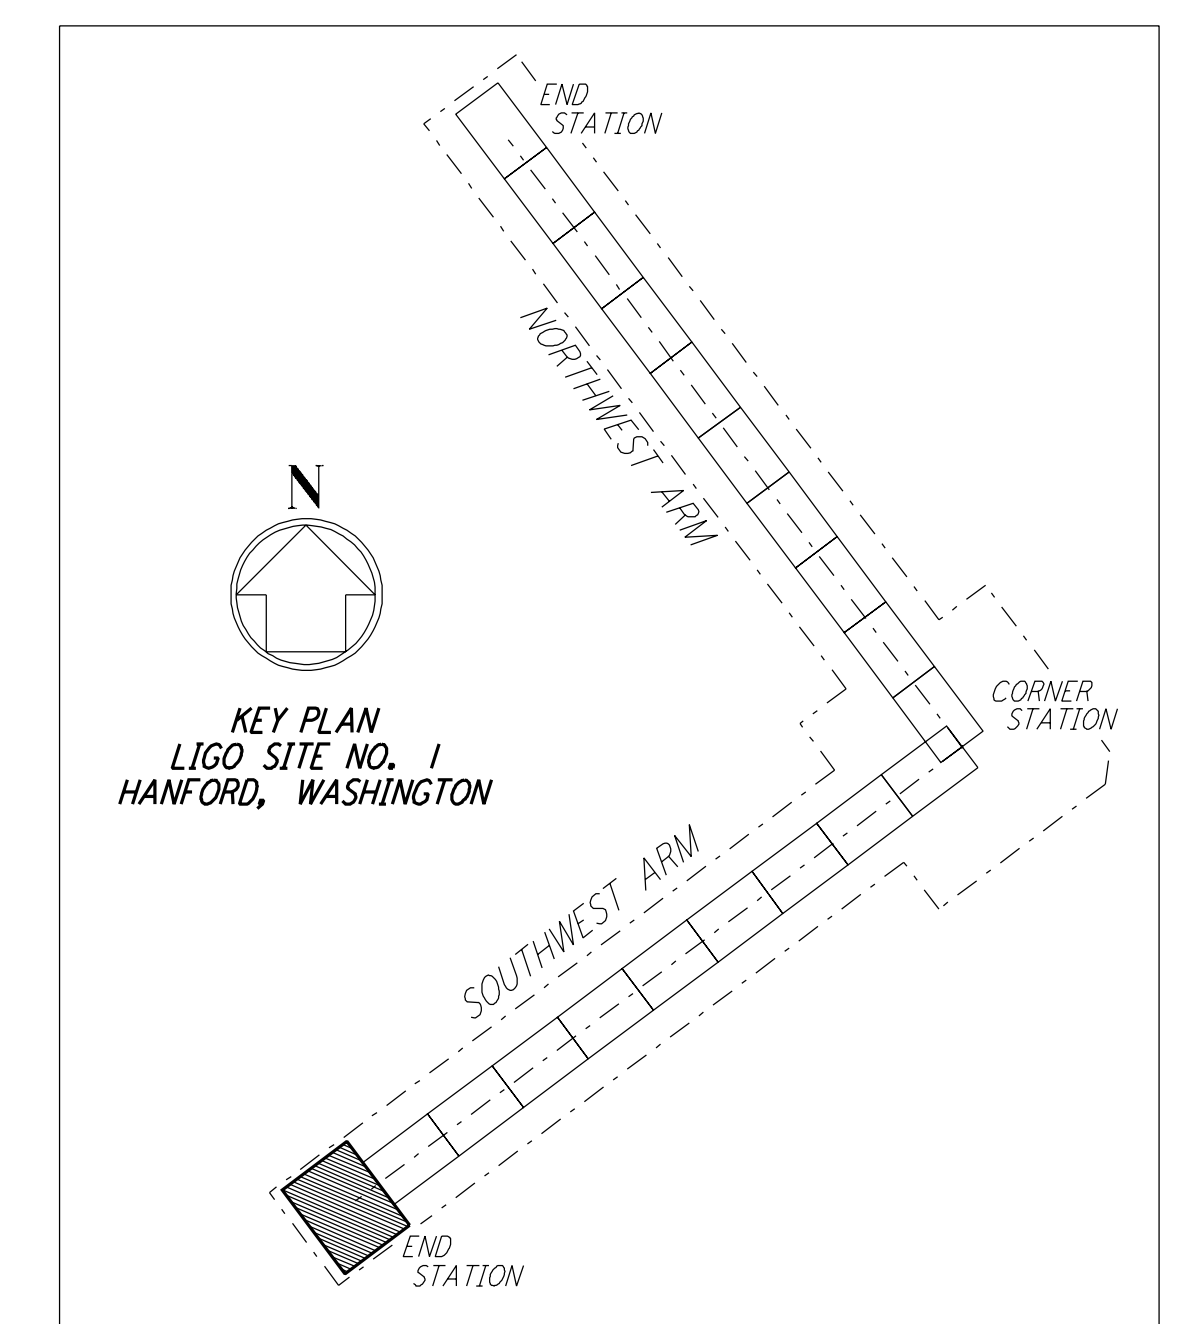 END
STATION
NORTHWEST ARM
N
CORNER
STATION
KEY PLAN
LIGO SITE NO. 1
HANFORD, WASHINGTON
SOUTHWEST ARM
END
STATION